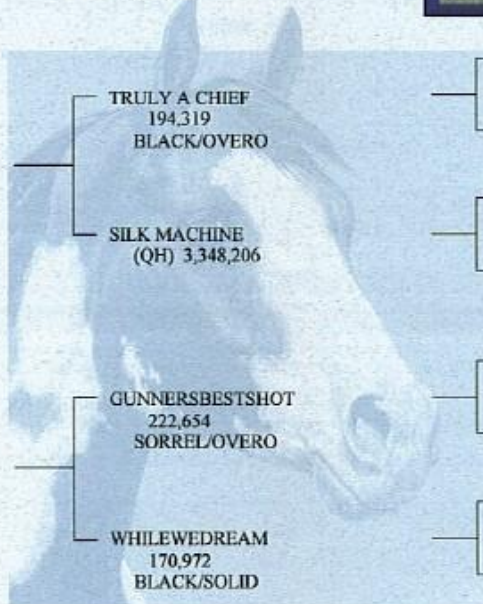 TRULY A CHIEF
194,319
BLACK/OVERO
SILK MACHINE
(QH) 3,348,206
GUNNERSBESTSHOT
222,654
SORREL/OVERO
WHILEWEDREAM
170,972
BLACK/SOLID